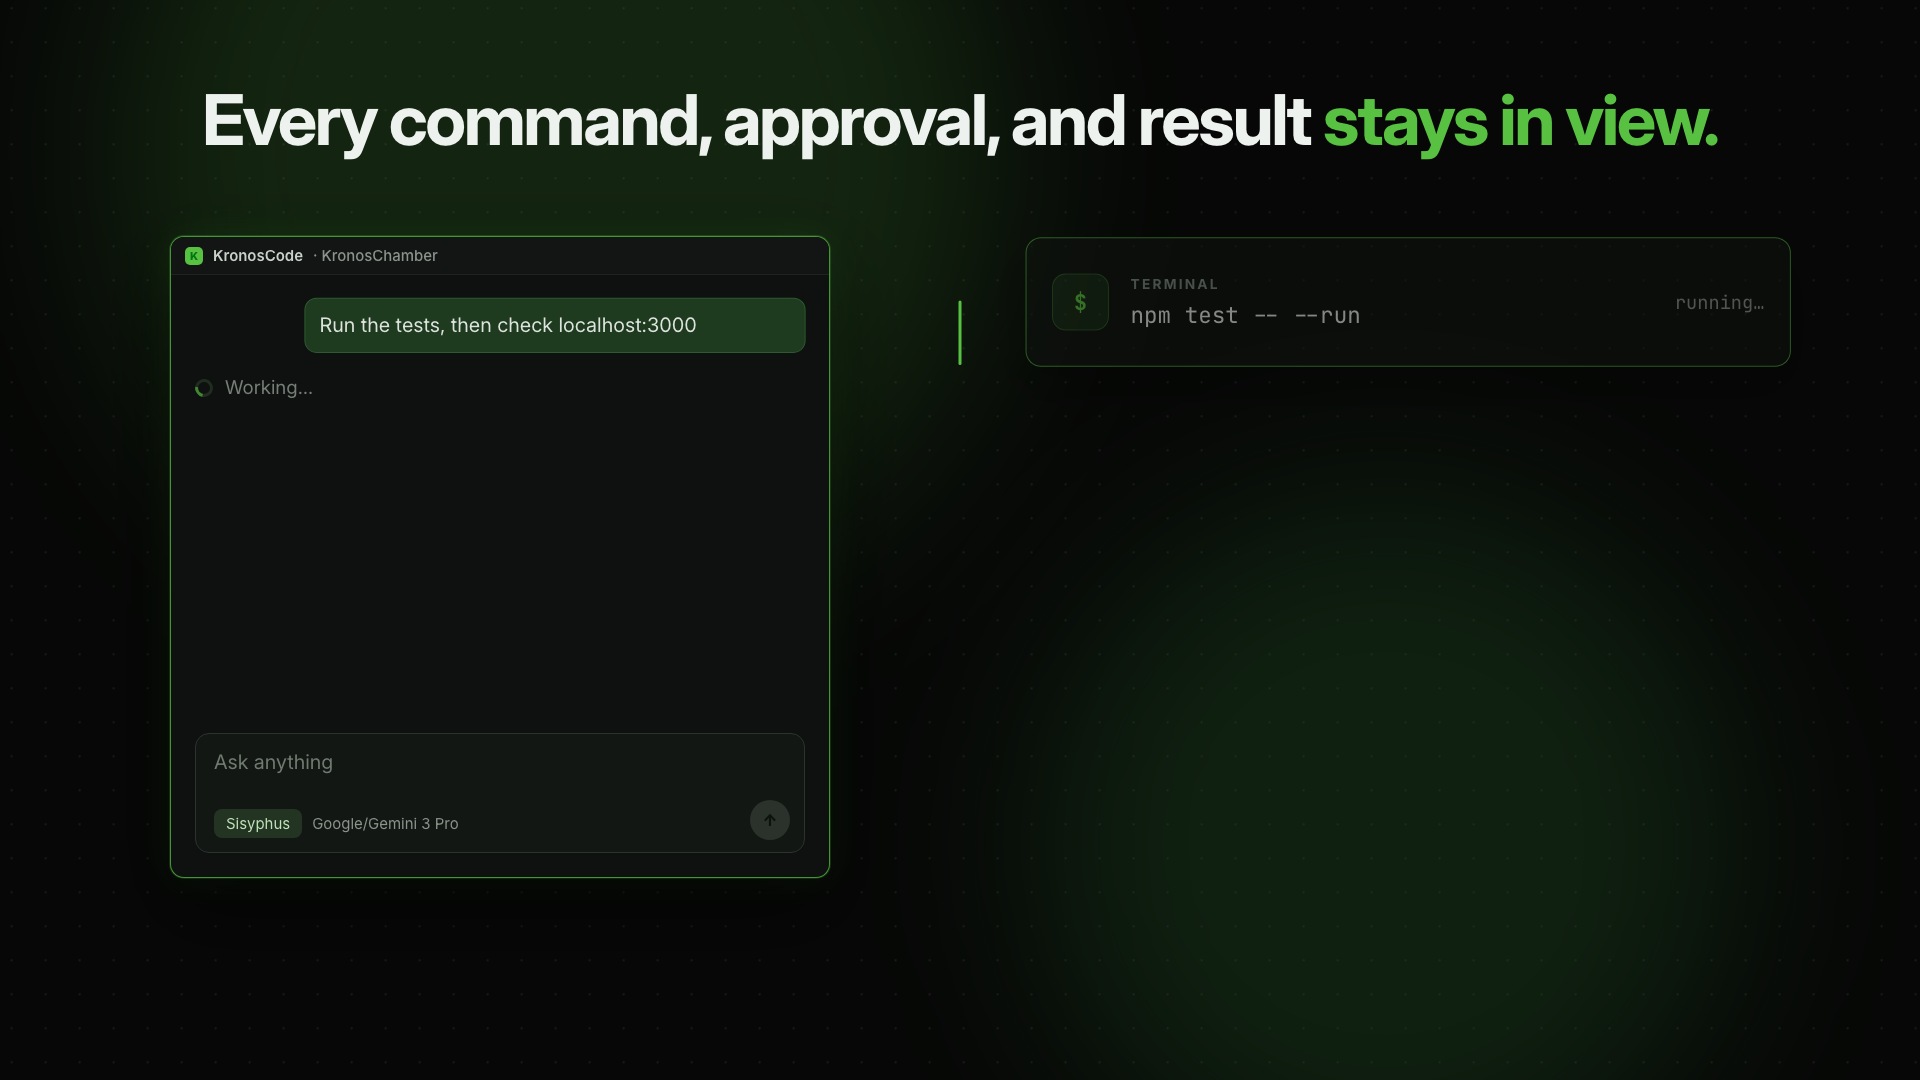 Every command, approval, and result stays in view.
K KronosCode · KronosChamber
Run the tests, then check localhost:3000
Working...
Ask anything
Sisyphus Google/Gemini 3 Pro
TERMINAL
$ npm test -- --run
running…